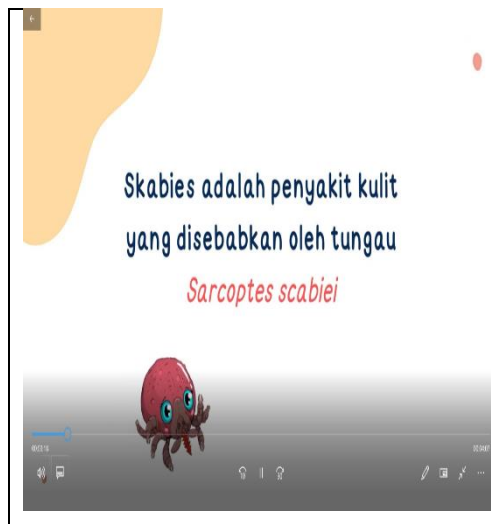 Skabies adalah penyakit kulit
yang disebabkan oleh tungau
Sarcoptes scabiei